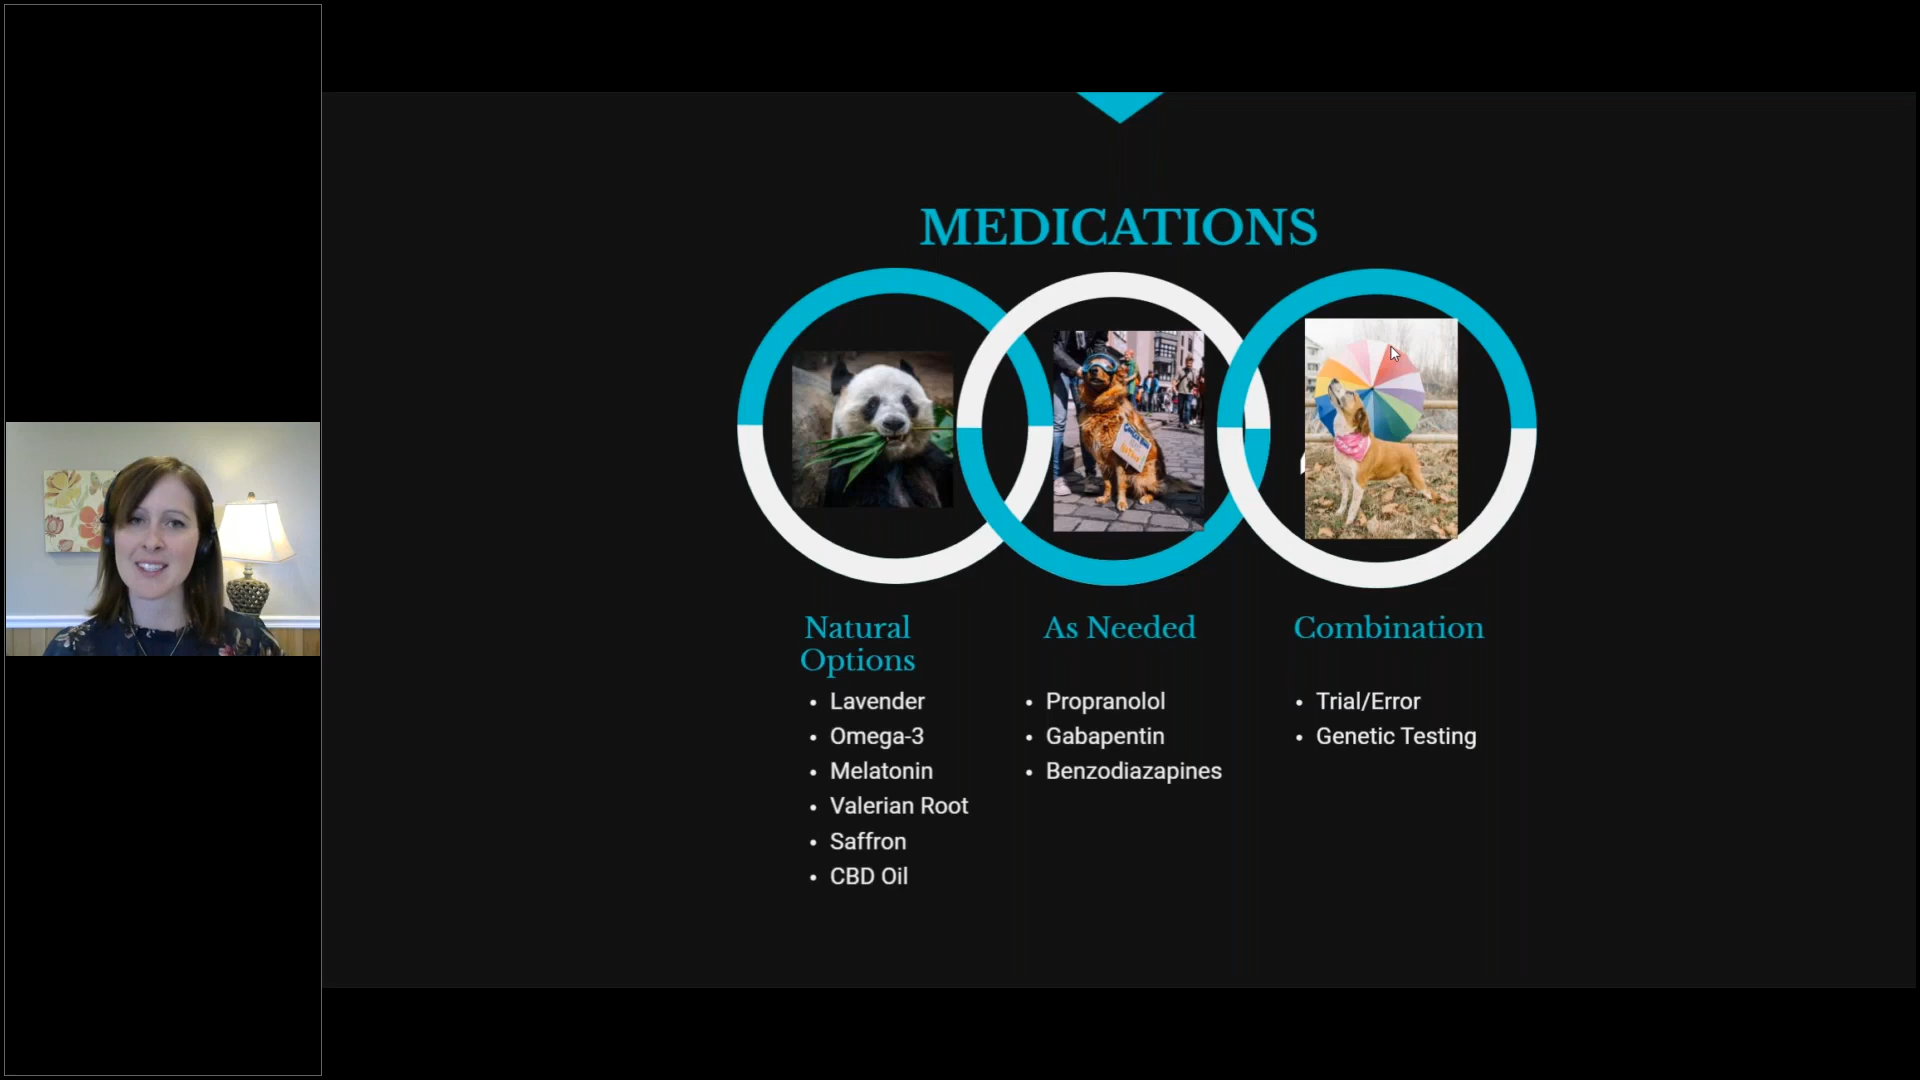 MEDICATIONS
Natural
Options
• Lavender
• Omega-3
• Melatonin
• Valerian Root
• Saffron
• CBD Oil
As Needed
• Propranolol
• Gabapentin
• Benzodiazapines
Combination
• Trial/Error
• Genetic Testing